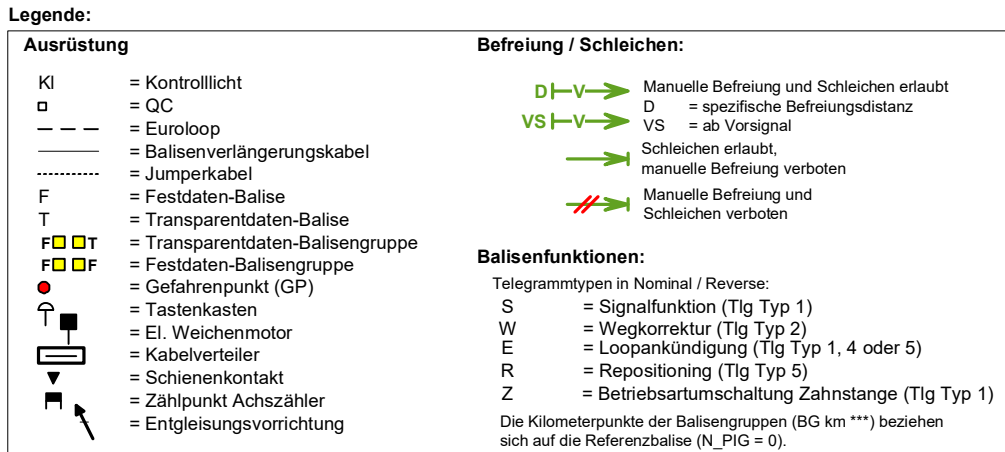 Legende:
Ausrüstung
Kl = Kontrolllicht
= QC
= Euroloop
= Balisenverlängerungskabel
= Jumperkabel
F = Festdaten-Balise
T = Transparentdaten-Balise
F T = Transparentdaten-Balisengruppe
F F = Festdaten-Balisengruppe
= Gefahrenpunkt (GP)
= Tastenkasten
= El. Weichenmotor
= Kabelverteiler
= Schienenkontakt
= Zählpunkt Achszähler
= Entgleisungsvorrichtung
Befreiung / Schleichen:
D V Manuelle Befreiung und Schleichen erlaubt
D = spezifische Befreiungsdistanz
VS V VS = ab Vorsignal
Schleichen erlaubt,
manuelle Befreiung verboten
Manuelle Befreiung und
Schleichen verboten
Balisenfunktionen:
Telegrammtypen in Nominal / Reverse:
S = Signalfunktion (Tlg Typ 1)
W = Wegkorrektur (Tlg Typ 2)
E = Loopankündigung (Tlg Typ 1, 4 oder 5)
R = Repositioning (Tlg Typ 5)
Z = Betriebsartumschaltung Zahnstange (Tlg Typ 1)
Die Kilometerpunkte der Balisengruppen (BG km ***) beziehen
sich auf die Referenzbalise (N_PIG = 0).